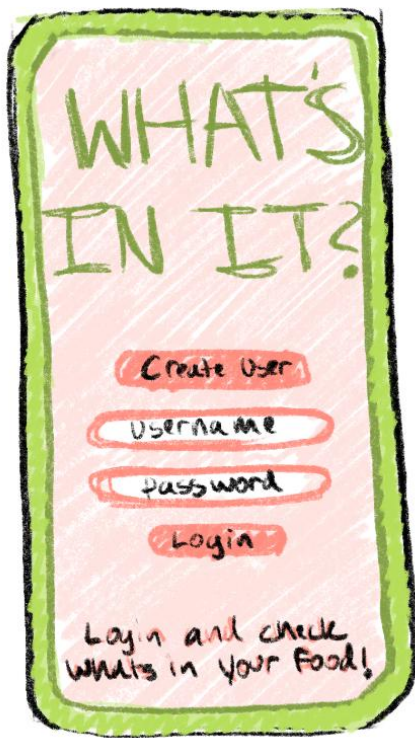 WHAT'S
IN IT?
Create User
Username
password
Login
Login and check
whats in your Food!